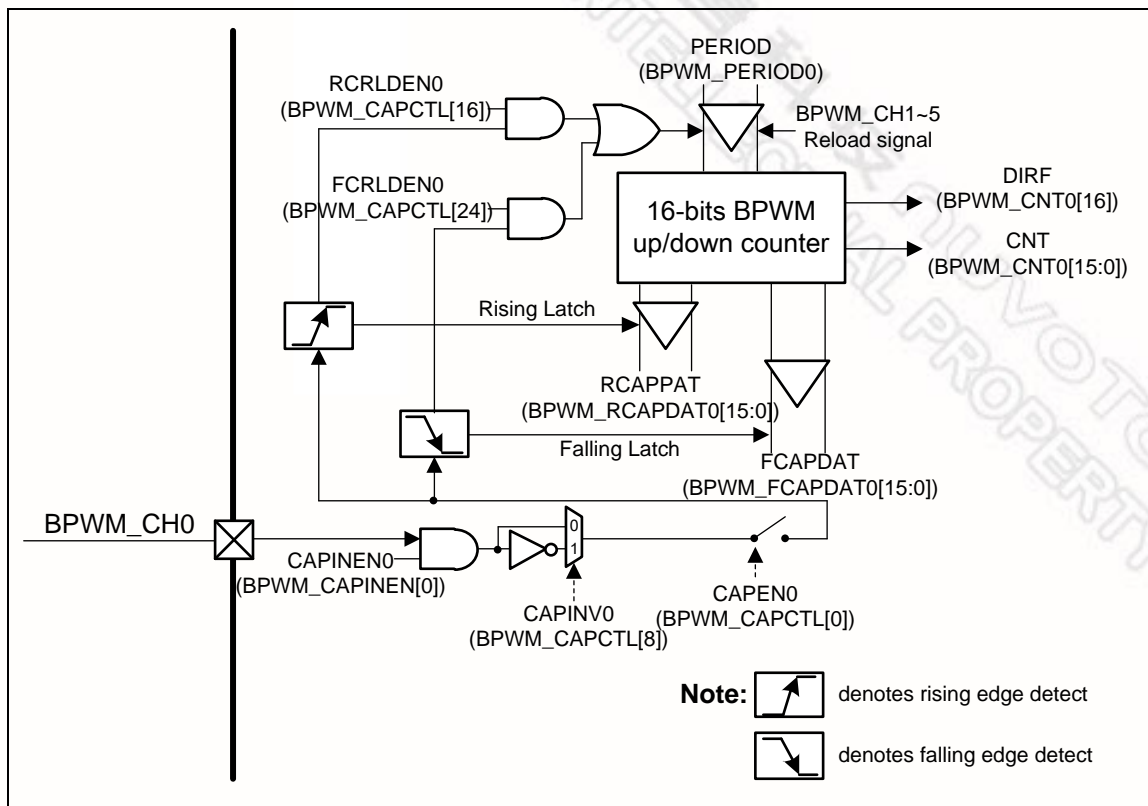 PERIOD
(BPWM_PERIOD0)
RCRLDEN0
(BPWM_CAPCTL[16])
BPWM_CH1~5
Reload signal
FCRLDEN0
(BPWM_CAPCTL[24])
16-bits BPWM
up/down counter
DIRF
(BPWM_CNT0[16])
CNT
(BPWM_CNT0[15:0])
Rising Latch
RCAPPAT
(BPWM_RCAPDAT0[15:0])
Falling Latch
FCAPDAT
(BPWM_FCAPDAT0[15:0])
BPWM_CH0
0
1
CAPINEN0
(BPWM_CAPINEN[0])
CAPINV0
(BPWM_CAPCTL[8])
CAPEN0
(BPWM_CAPCTL[0])
Note:
denotes rising edge detect
denotes falling edge detect